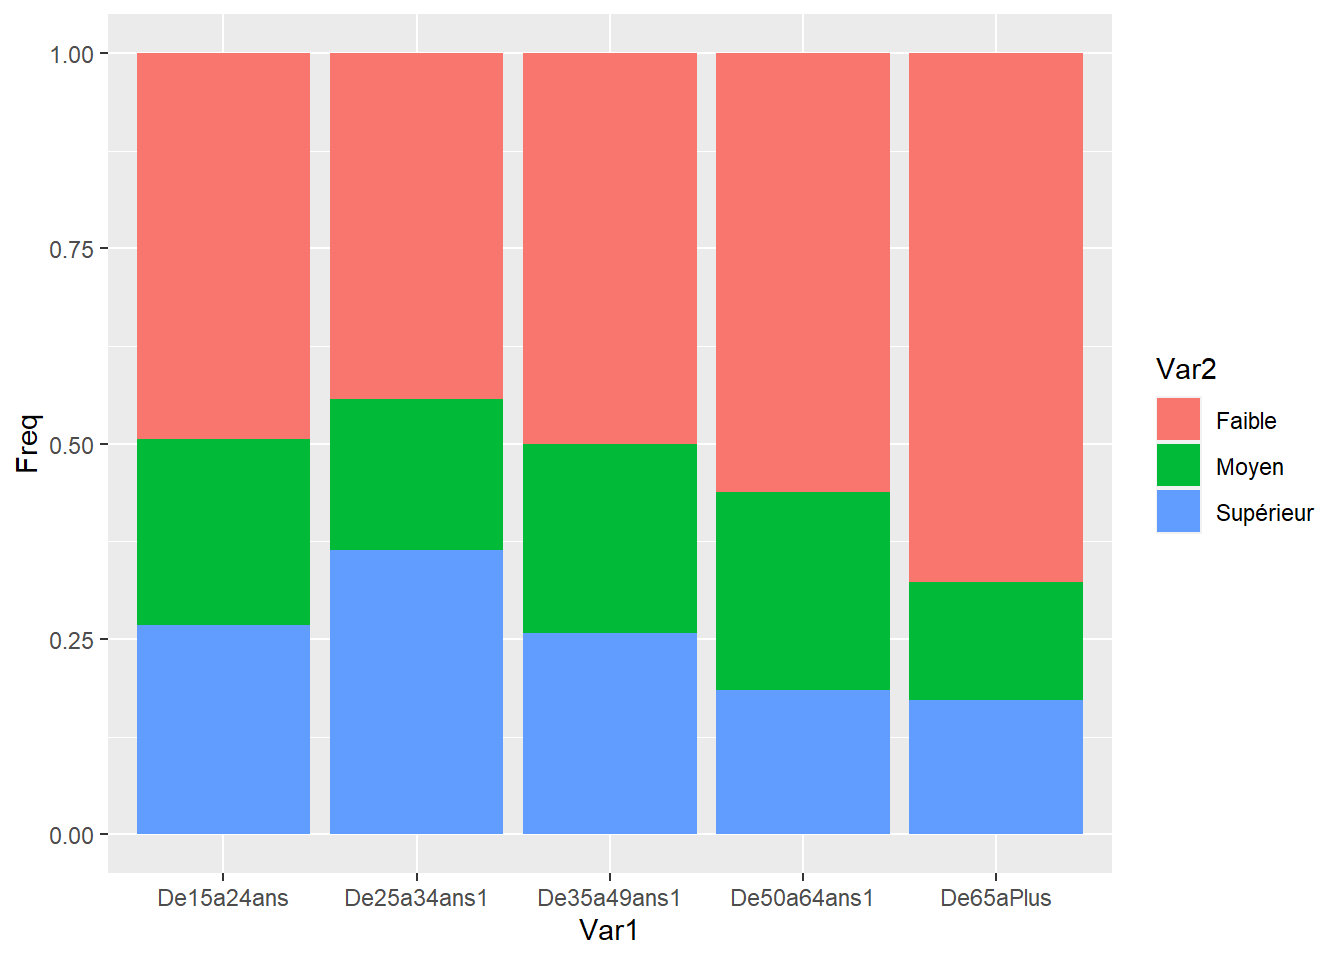 1.00
0.75
0.50
0.25
0.00
Freq
De15a24ans
De25a34ans1
De35a49ans1
De50a64ans1
De65aPlus
Var1
Var2
Faible
Moyen
Supérieur